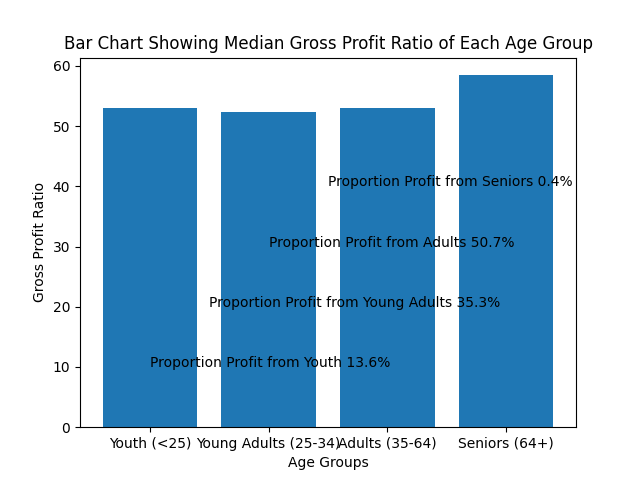 Bar Chart Showing Median Gross Profit Ratio of Each Age Group
60
50
40
30
20
10
0
Gross Profit Ratio
Proportion Profit from Seniors 0.4%
Proportion Profit from Adults 50.7%
Proportion Profit from Young Adults 35.3%
Proportion Profit from Youth 13.6%
Youth (<25) Young Adults (25-34) Adults (35-64) Seniors (64+)
Age Groups